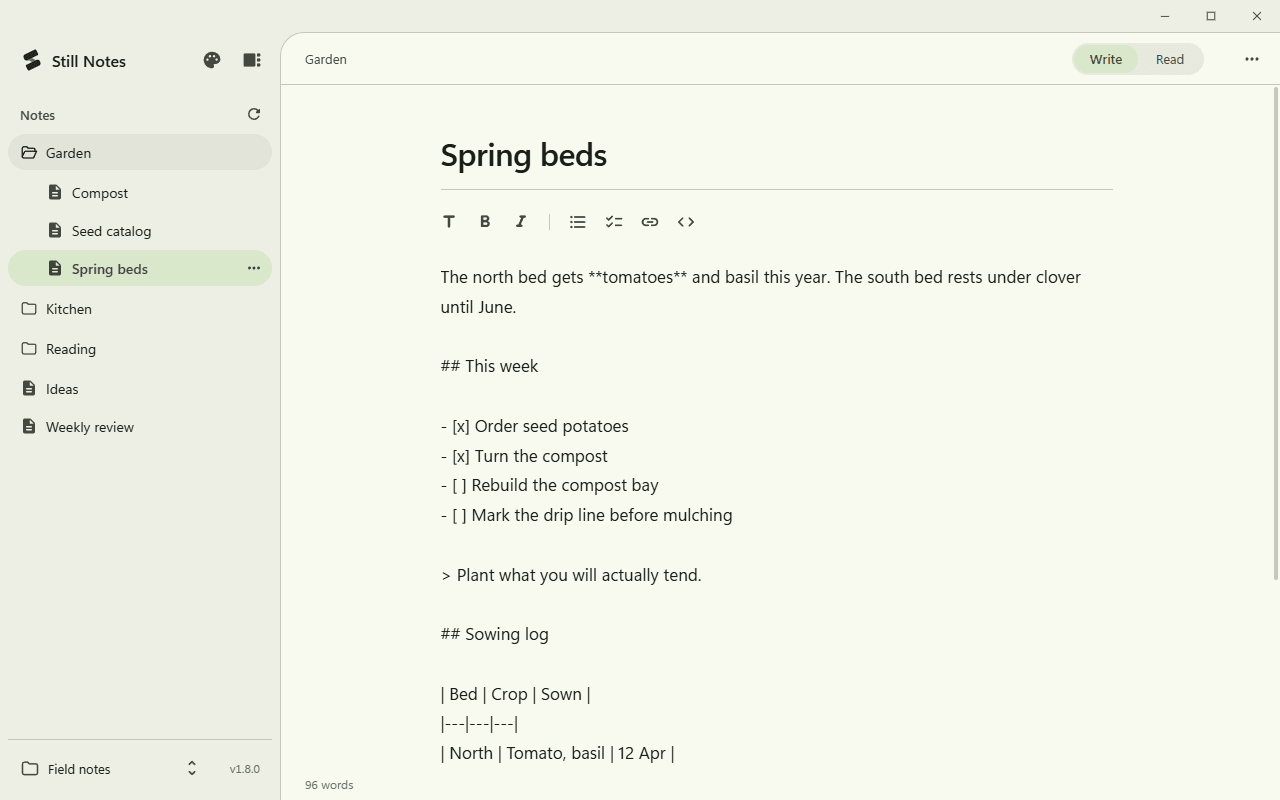 Still Notes
Notes
Garden
Compost
Seed catalog
Spring beds
Kitchen
Reading
Ideas
Weekly review
Field notes
v1.8.0
Garden
Write
Read
Spring beds
The north bed gets **tomatoes** and basil this year. The south bed rests under clover
until June.
## This week
- [x] Order seed potatoes
- [x] Turn the compost
- [ ] Rebuild the compost bay
- [ ] Mark the drip line before mulching
> Plant what you will actually tend.
## Sowing log
| Bed | Crop | Sown |
|---|---|---|
| North | Tomato, basil | 12 Apr |
96 words